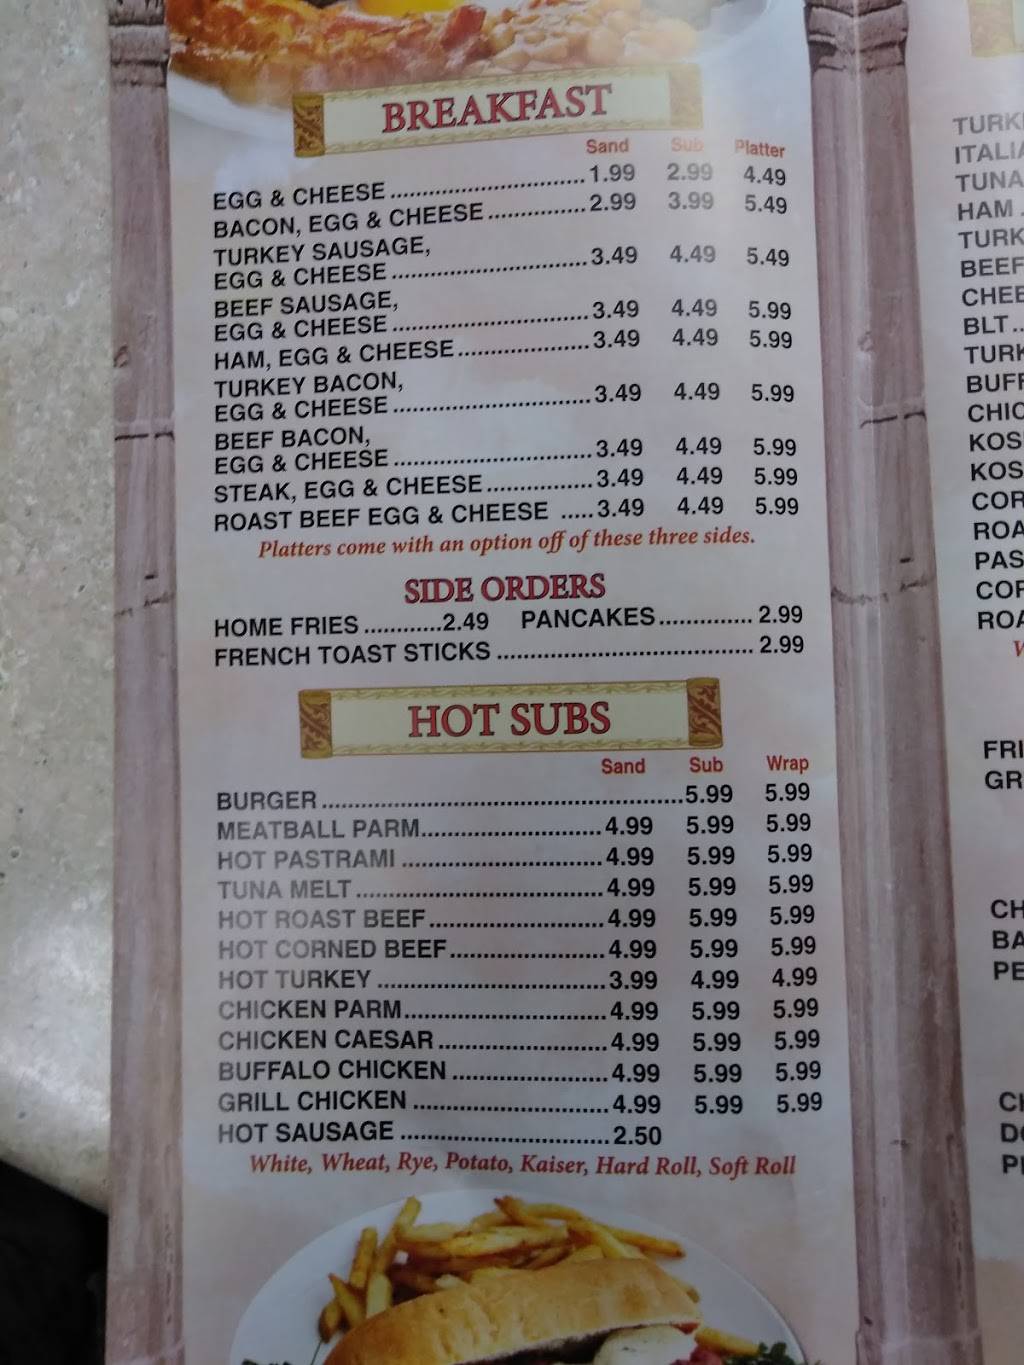 BREAKFAST
Sand Sub Platter
EGG & CHEESE 1.99 2.99 4.49
BACON, EGG & CHEESE 2.99 3.99 5.49
TURKEY SAUSAGE,
EGG & CHEESE 3.49 4.49 5.49
BEEF SAUSAGE,
EGG & CHEESE 3.49 4.49 5.99
HAM, EGG & CHEESE 3.49 4.49 5.99
TURKEY BACON,
EGG & CHEESE 3.49 4.49 5.99
BEEF BACON,
EGG & CHEESE 3.49 4.49 5.99
STEAK, EGG & CHEESE 3.49 4.49 5.99
ROAST BEEF EGG & CHEESE 3.49 4.49 5.99
Platters come with an option off of these three sides.
SIDE ORDERS
HOME FRIES 2.49 PANCAKES 2.99
FRENCH TOAST STICKS 2.99
HOT SUBS
Sand Sub Wrap
BURGER 5.99 5.99
MEATBALL PARM 4.99 5.99 5.99
HOT PASTRAMI 4.99 5.99 5.99
TUNA MELT 4.99 5.99 5.99
HOT ROAST BEEF 4.99 5.99 5.99
HOT CORNED BEEF 4.99 5.99 5.99
HOT TURKEY 3.99 4.99 4.99
CHICKEN PARM 4.99 5.99 5.99
CHICKEN CAESAR 4.99 5.99 5.99
BUFFALO CHICKEN 4.99 5.99 5.99
GRILL CHICKEN 4.99 5.99 5.99
HOT SAUSAGE 2.50
White, Wheat, Rye, Potato, Kaiser, Hard Roll, Soft Roll
TUNA
HAM
BEEF
BLT